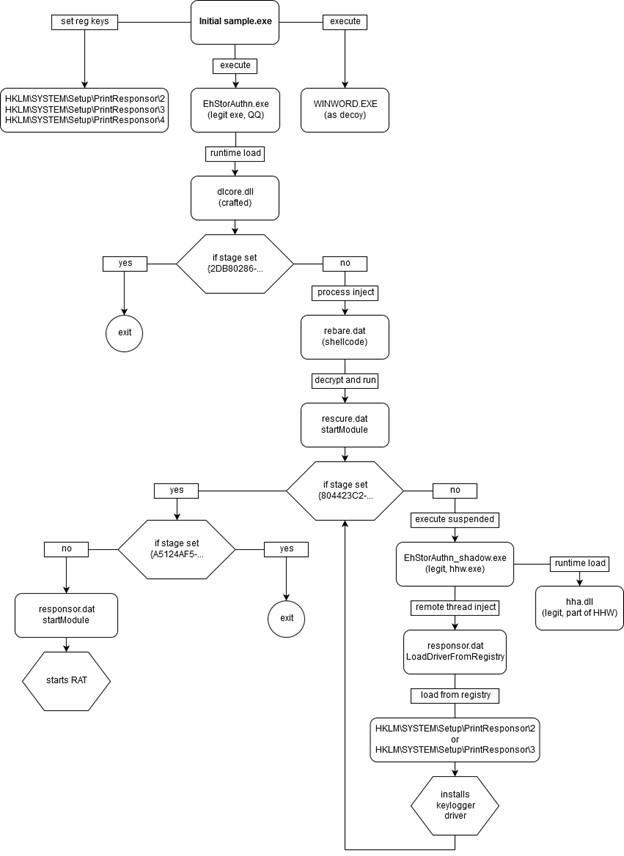 Initial sample.exe
set reg keys
execute
execute
HKLM\SYSTEM\Setup\PrintResponsor\2
HKLM\SYSTEM\Setup\PrintResponsor\3
HKLM\SYSTEM\Setup\PrintResponsor\4
EhStorAuthn.exe
(legit exe, QQ)
WINWORD.EXE
(as decoy)
runtime load
dlcore.dll
(crafted)
if stage set
{2DB80286-...
yes
no
exit
process inject
rebare.dat
(shellcode)
decrypt and run
rescure.dat
startModule
if stage set
{804423C2-...
yes
no
if stage set
{A5124AF5-...
no
yes
execute suspended
EhStorAuthn_shadow.exe
(legit, hhw.exe)
runtime load
hha.dll
(legit, part of HHW)
responsor.dat
startModule
exit
starts RAT
remote thread inject
responsor.dat
LoadDriverFromRegistry
load from registry
HKLM\SYSTEM\Setup\PrintResponsor\2
or
HKLM\SYSTEM\Setup\PrintResponsor\3
installs
keylogger
driver